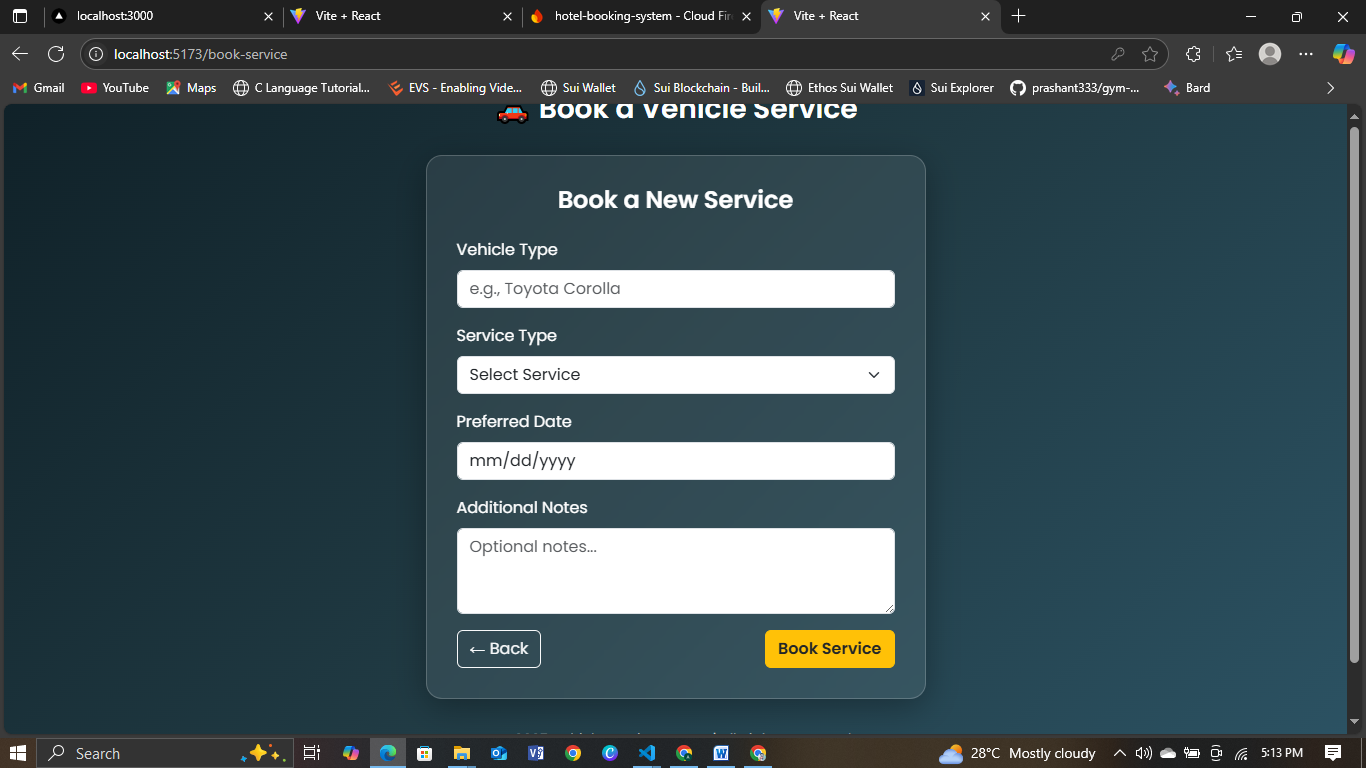 localhost:3000
Vite + React
hotel-booking-system - Cloud Fir
Vite + React
localhost:5173/book-service
Gmail
YouTube
Maps
C Language Tutorial...
EVS - Enabling Vide...
Sui Wallet
Sui Blockchain - Buil...
Ethos Sui Wallet
Sui Explorer
prashant333/gym-...
Bard
Book a Vehicle Service
Book a New Service
Vehicle Type
e.g., Toyota Corolla
Service Type
Select Service
Preferred Date
mm/dd/yyyy
Additional Notes
Optional notes...
← Back
Book Service
Search
28°C Mostly cloudy
5:13 PM